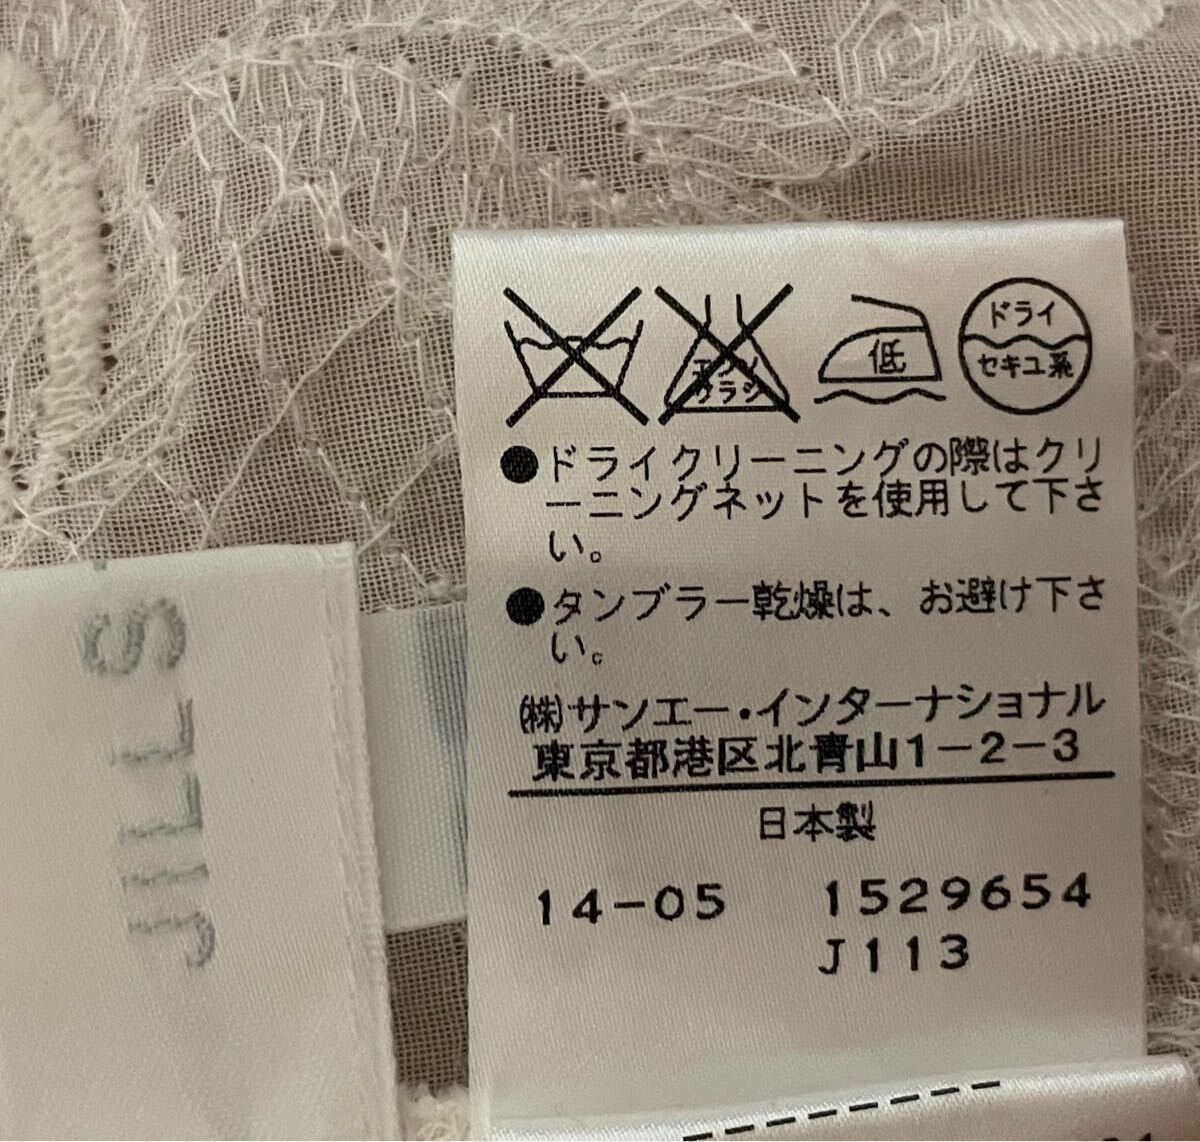 エンソ
サラシ
低
ドライ
セキユ系
●ドライクリーニングの際はクリ
ーニングネットを使用して下さ
い。
●タンブラー乾燥は、お避け下さ
い。
㈱サンエー・インターナショナル
東京都港区北青山1-2-3
日本製
14-05 1529654
J113
JILLS